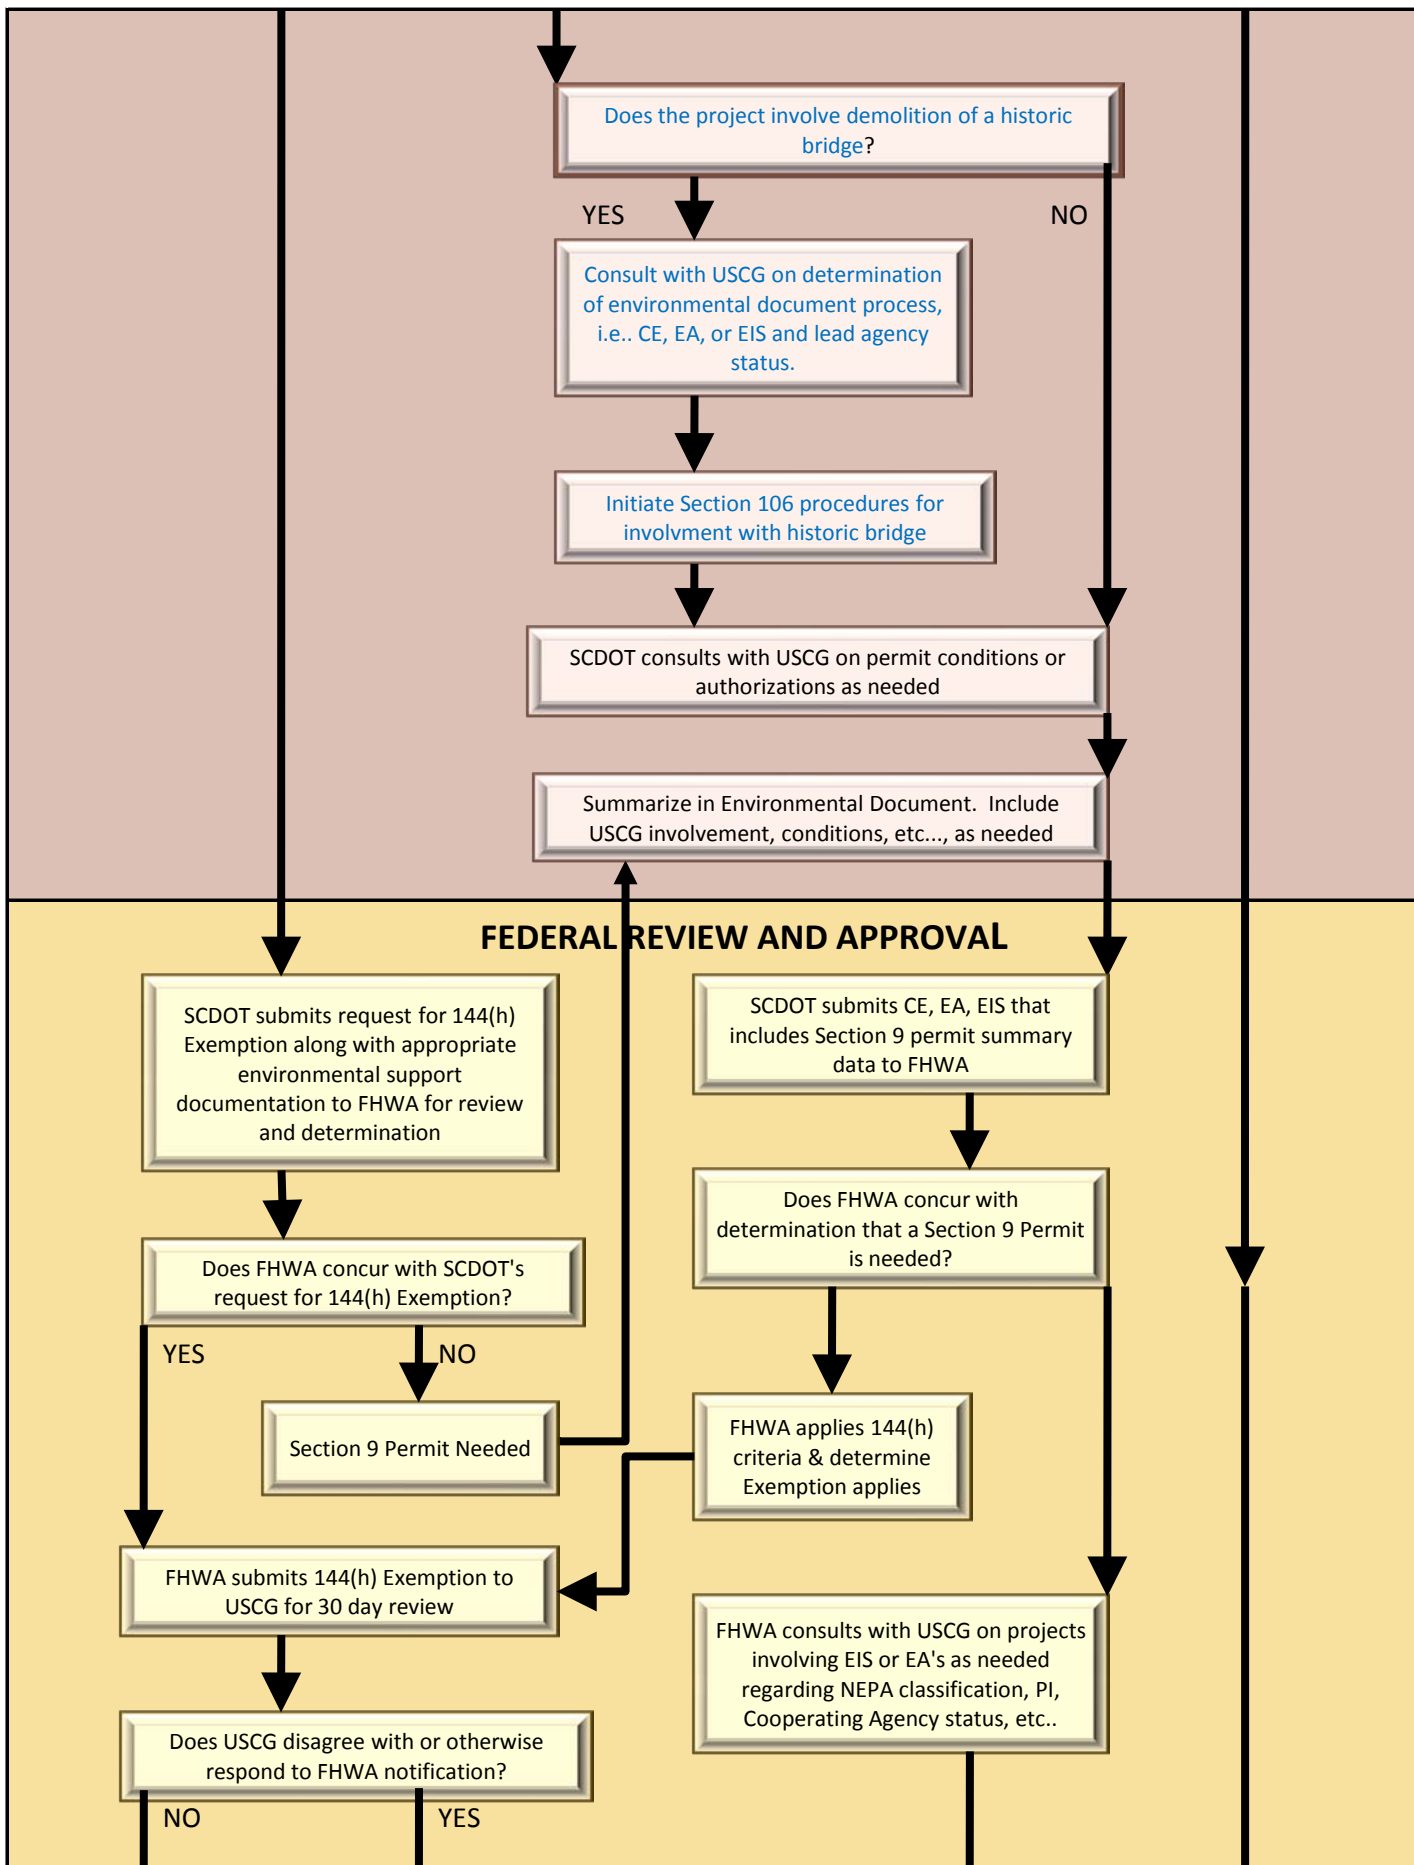 Does the project involve demolition of a historic
bridge?
YES
NO
Consult with USCG on determination
of environmental document process,
i.e.. CE, EA, or EIS and lead agency
status.
Initiate Section 106 procedures for
involvment with historic bridge
SCDOT consults with USCG on permit conditions or
authorizations as needed
Summarize in Environmental Document.  Include
USCG involvement, conditions, etc..., as needed
FEDERAL REVIEW AND APPROVAL
SCDOT submits request for 144(h)
Exemption along with appropriate
environmental support
documentation to FHWA for review
and determination
SCDOT submits CE, EA, EIS that
includes Section 9 permit summary
data to FHWA
Does FHWA concur with
determination that a Section 9 Permit
is needed?
Does FHWA concur with SCDOT's
request for 144(h) Exemption?
YES
NO
Section 9 Permit Needed
FHWA applies 144(h)
criteria & determine
Exemption applies
FHWA submits 144(h) Exemption to
USCG for 30 day review
FHWA consults with USCG on projects
involving EIS or EA's as needed
regarding NEPA classification, PI,
Cooperating Agency status, etc..
Does USCG disagree with or otherwise
respond to FHWA notification?
NO
YES